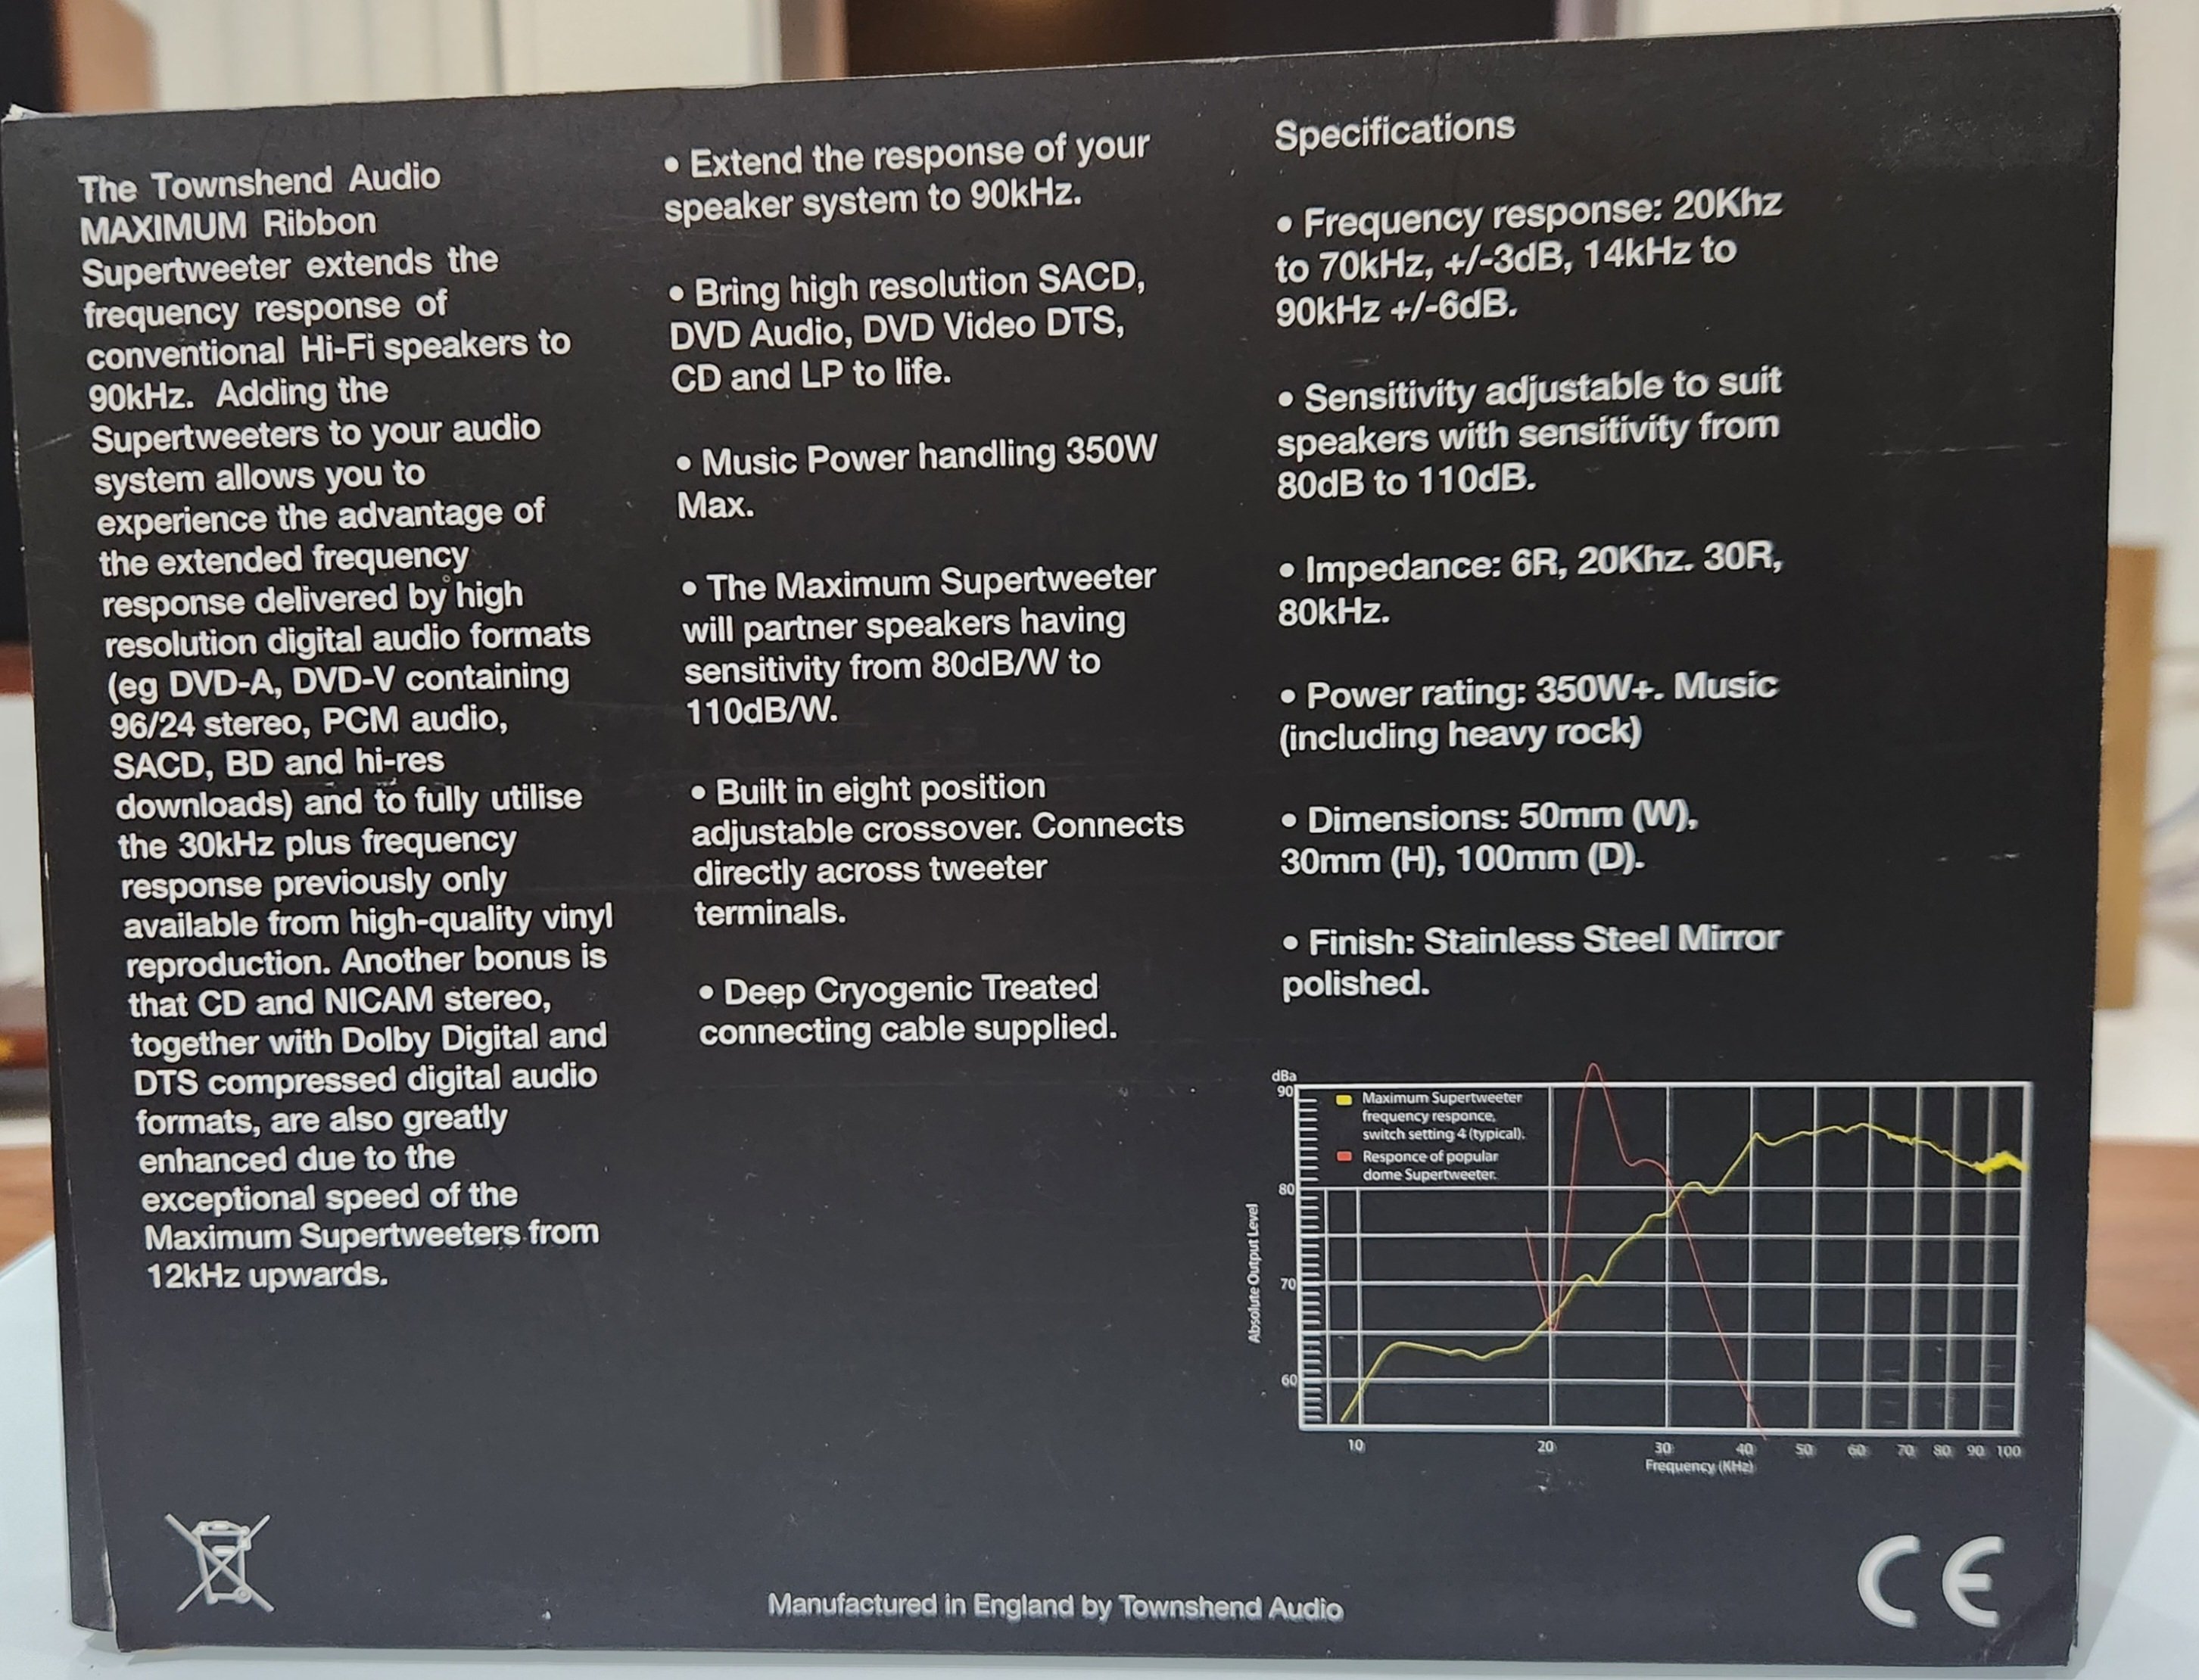 The Townshend Audio
MAXIMUM Ribbon
Supertweeter extends the
frequency response of
conventional Hi-Fi speakers to
90kHz. Adding the
Supertweeters to your audio
system allows you to
experience the advantage of
the extended frequency
response delivered by high
resolution digital audio formats
(eg DVD-A, DVD-V containing
96/24 stereo, PCM audio,
SACD, BD and hi-res
downloads) and to fully utilise
the 30kHz plus frequency
response previously only
available from high-quality vinyl
reproduction. Another bonus is
that CD and NICAM stereo,
together with Dolby Digital and
DTS compressed digital audio
formats, are also greatly
enhanced due to the
exceptional speed of the
Maximum Supertweeters from
12kHz upwards.
• Extend the response of your
speaker system to 90kHz.
• Bring high resolution SACD,
DVD Audio, DVD Video DTS,
CD and LP to life.
• Music Power handling 350W
Max.
• The Maximum Supertweeter
will partner speakers having
sensitivity from 80dB/W to
110dB/W.
• Built in eight position
adjustable crossover. Connects
directly across tweeter
terminals.
• Deep Cryogenic Treated
connecting cable supplied.
Specifications
• Frequency response: 20Khz
to 70kHz, +/-3dB, 14kHz to
90kHz +/-6dB.
• Sensitivity adjustable to suit
speakers with sensitivity from
80dB to 110dB.
• Impedance: 6R, 20Khz. 30R,
80kHz.
• Power rating: 350W+. Music
(including heavy rock)
• Dimensions: 50mm (W),
30mm (H), 100mm (D).
• Finish: Stainless Steel Mirror
polished.
dBa
90
80
70
60
Absolute Output Level
Maximum Supertweeter
frequency responce,
switch setting 4 (typical).
Responce of popular
dome Supertweeter.
10 20 30 40 50 60 70 80 90 100
Frequency (KHz)
Manufactured in England by Townshend Audio
CE